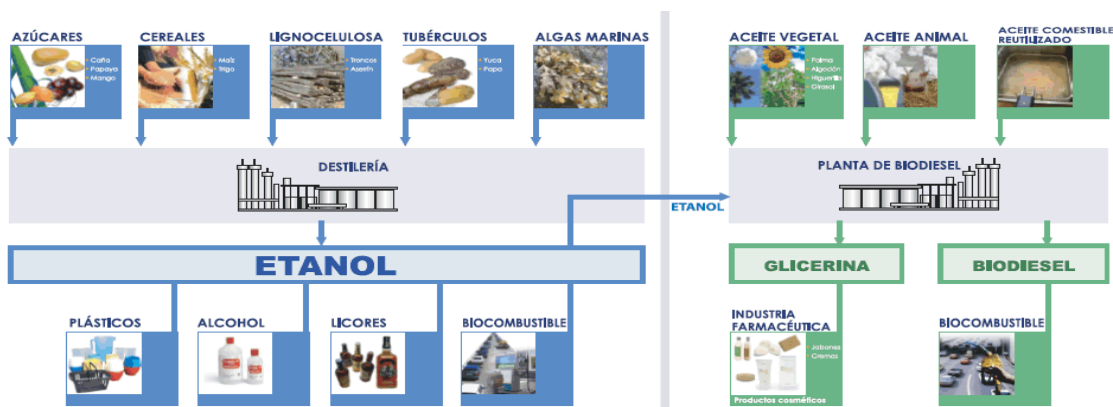 AZÚCARES
Caña
Papaya
Mango
CEREALES
Maíz
Trigo
LIGNOCELULOSA
Troncos
Aserrín
TUBÉRCULOS
Yuca
Papa
ALGAS MARINAS
DESTILERÍA
ETANOL
PLÁSTICOS
ALCOHOL
LICORES
BIOCOMBUSTIBLE
ACEITE VEGETAL
Palma
Algodón
Higuerilla
Girasol
ACEITE ANIMAL
ACEITE COMESTIBLE
REUTILIZADO
PLANTA DE BIODIESEL
ETANOL
GLICERINA
BIODIESEL
INDUSTRIA
FARMACÉUTICA
Jabones
Cremas
Productos cosméticos
BIOCOMBUSTIBLE